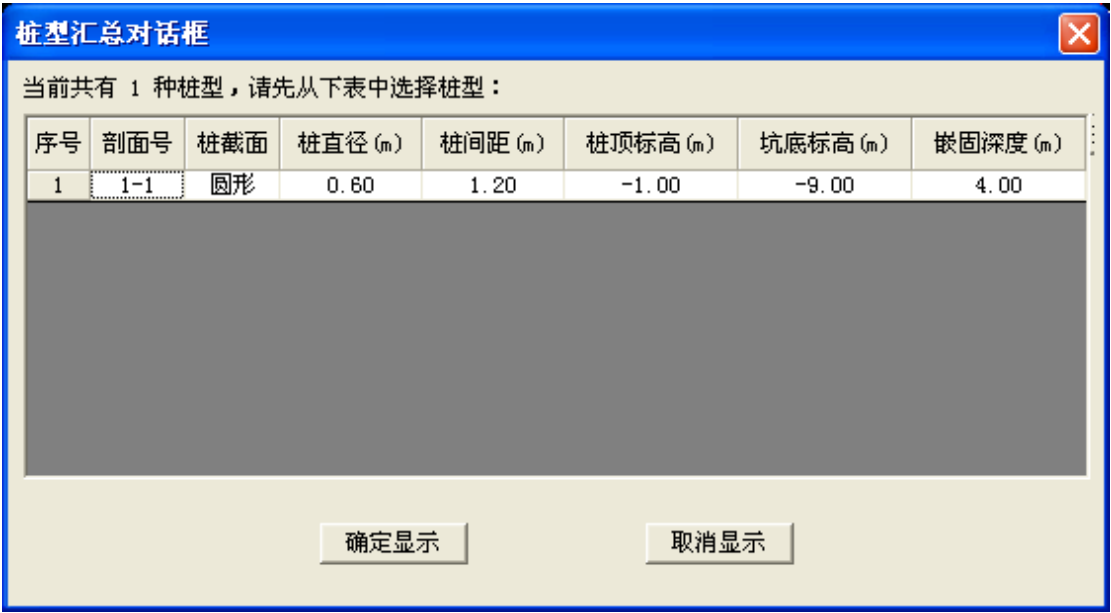 桩型汇总对话框
当前共有 1 种桩型，请先从下表中选择桩型：
序号 剖面号 桩截面 桩直径(m) 桩间距(m) 桩顶标高(m) 坑底标高(m) 嵌固深度(m)
1 1-1 圆形 0.60 1.20 -1.00 -9.00 4.00
确定显示 取消显示